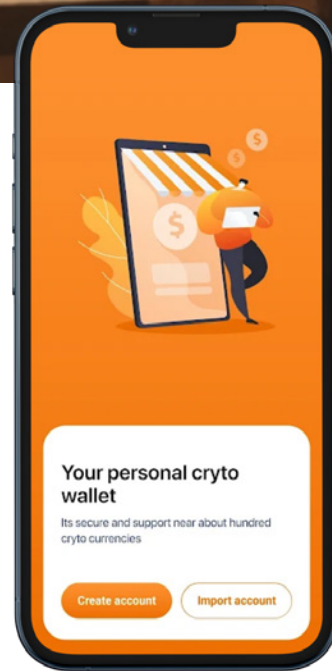 Your personal cryto
wallet
Its secure and support near about hundred
cryto currencies
Create account
Import account